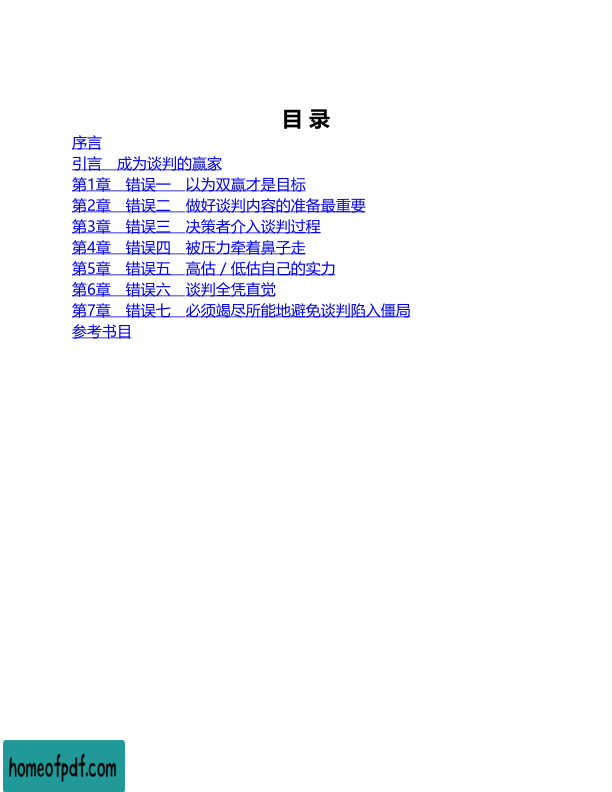 目 录
序言
引言　成为谈判的赢家
第1章　错误一　以为双赢才是目标
第2章　错误二　做好谈判内容的准备最重要
第3章　错误三　决策者介入谈判过程
第4章　错误四　被压力牵着鼻子走
第5章　错误五　高估／低估自己的实力
第6章　错误六　谈判全凭直觉
第7章　错误七　必须竭尽所能地避免谈判陷入僵局
参考书目
homeofpdf.com